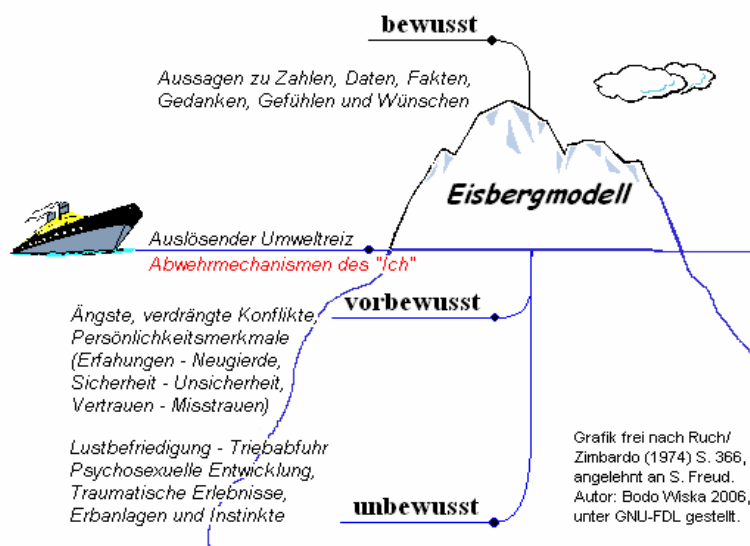 bewusst
Aussagen zu Zahlen, Daten, Fakten,
Gedanken, Gefühlen und Wünschen
Eisbergmodell
Auslösender Umweltreiz
Abwehrmechanismen des "Ich"
vorbewusst
Ängste, verdrängte Konflikte,
Persönlichkeitsmerkmale
(Erfahungen - Neugierde,
Sicherheit - Unsicherheit,
Vertrauen - Misstrauen)
Lustbefriedigung - Triebabfuhr
Psychosexuelle Entwicklung,
Traumatische Erlebnisse,
Erbanlagen und Instinkte
unbewusst
Grafik frei nach Ruch/
Zimbardo (1974) S. 366,
angelehnt an S. Freud.
Autor: Bodo Wiska 2006,
unter GNU-FDL gestellt.